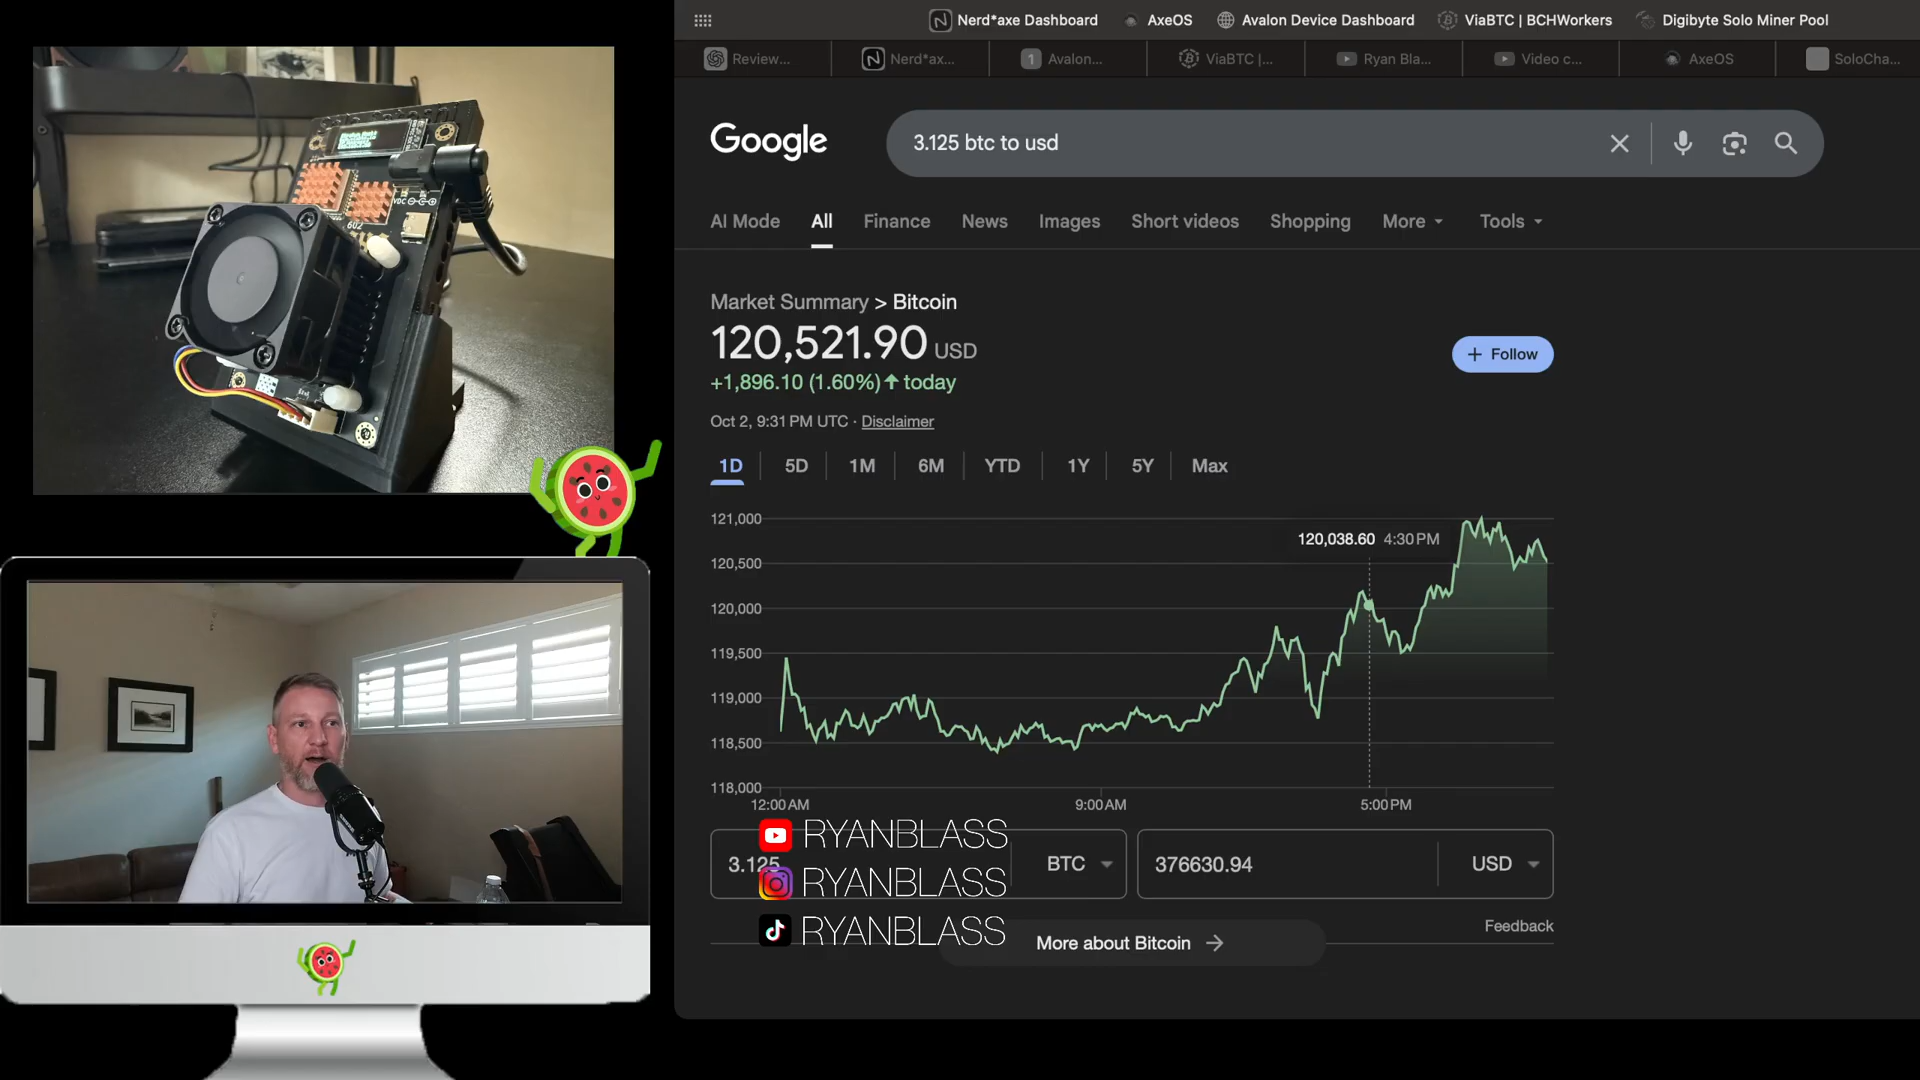 Nerd*axe Dashboard
AxeOS
Avalon Device Dashboard
ViaBTC | BCHWorkers
Digibyte Solo Miner Pool
Review...
Nerd*ax...
1 Avalon...
ViaBTC |...
Ryan Bla...
Video c...
AxeOS
SoloCha...
Google
3.125 btc to usd
AI Mode
All
Finance
News
Images
Short videos
Shopping
More
Tools
Market Summary > Bitcoin
120,521.90 USD
+ Follow
+1,896.10 (1.60%) today
Oct 2, 9:31 PM UTC · Disclaimer
1D
5D
1M
6M
YTD
1Y
5Y
Max
121,000
120,500
120,000
119,500
119,000
118,500
118,000
120,038.60 4:30 PM
12:00 AM
9:00 AM
5:00 PM
3.125
BTC
376630.94
USD
RYANBLASS
RYANBLASS
RYANBLASS
Feedback
More about Bitcoin